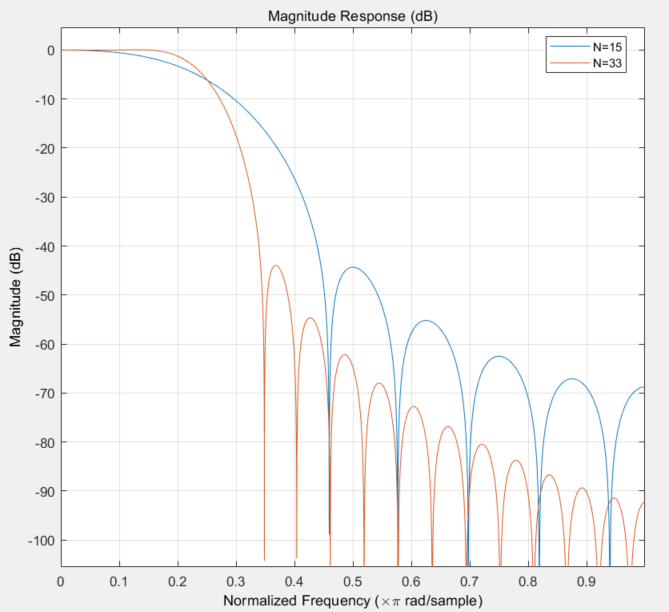 Magnitude Response (dB)
N=15
N=33
0
-10
-20
-30
-40
-50
-60
-70
-80
-90
-100
Magnitude (dB)
0 0.1 0.2 0.3 0.4 0.5 0.6 0.7 0.8 0.9
Normalized Frequency (×π rad/sample)